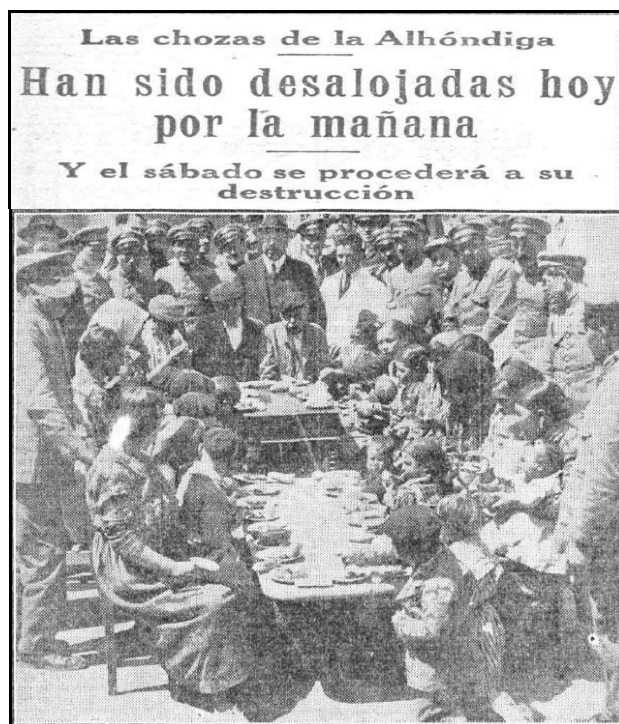 Las chozas de la Alhóndiga
Han sido desalojadas hoy
por la mañana
Y el sábado se procederá a su
destrucción